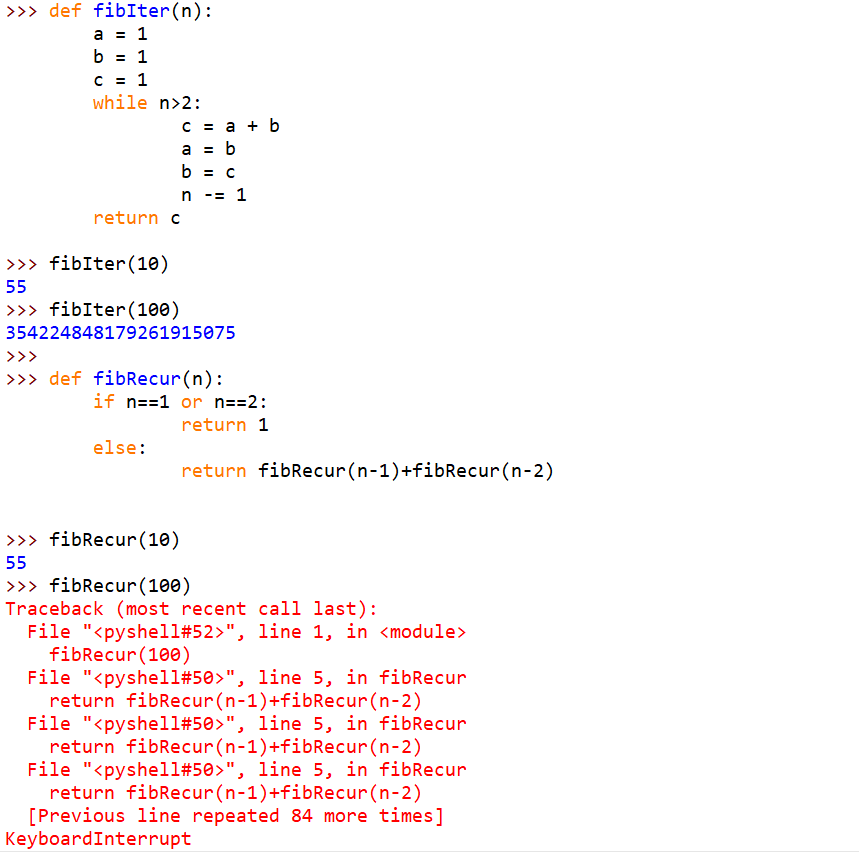 >>> def fibIter(n):
        a = 1
        b = 1
        c = 1
        while n>2:
                c = a + b
                a = b
                b = c
                n -= 1
        return c

>>> fibIter(10)
55
>>> fibIter(100)
354224848179261915075
>>>
>>> def fibRecur(n):
        if n==1 or n==2:
                return 1
        else:
                return fibRecur(n-1)+fibRecur(n-2)

>>> fibRecur(10)
55
>>> fibRecur(100)
Traceback (most recent call last):
  File "<pyshell#52>", line 1, in <module>
    fibRecur(100)
  File "<pyshell#50>", line 5, in fibRecur
    return fibRecur(n-1)+fibRecur(n-2)
  File "<pyshell#50>", line 5, in fibRecur
    return fibRecur(n-1)+fibRecur(n-2)
  File "<pyshell#50>", line 5, in fibRecur
    return fibRecur(n-1)+fibRecur(n-2)
  [Previous line repeated 84 more times]
KeyboardInterrupt